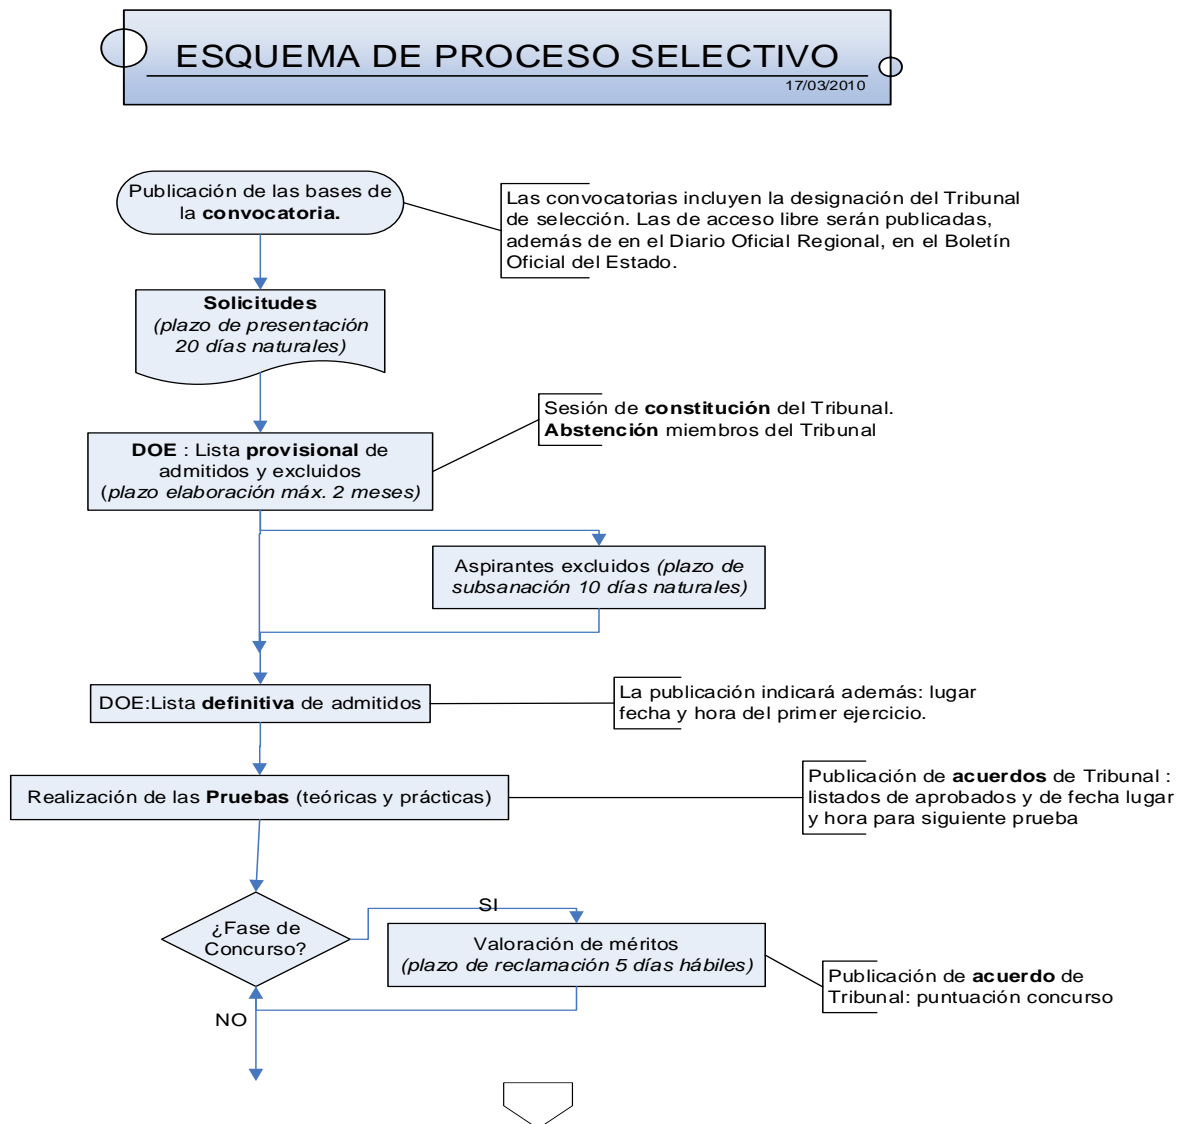 ESQUEMA DE PROCESO SELECTIVO
17/03/2010
Publicación de las bases de
la convocatoria.
Las convocatorias incluyen la designación del Tribunal
de selección. Las de acceso libre serán publicadas,
además de en el Diario Oficial Regional, en el Boletín
Oficial del Estado.
Solicitudes
(plazo de presentación
20 días naturales)
Sesión de constitución del Tribunal.
Abstención miembros del Tribunal
DOE : Lista provisional de
admitidos y excluidos
(plazo elaboración máx. 2 meses)
Aspirantes excluidos (plazo de
subsanación 10 días naturales)
DOE:Lista definitiva de admitidos
La publicación indicará además: lugar
fecha y hora del primer ejercicio.
Realización de las Pruebas (teóricas y prácticas)
Publicación de acuerdos de Tribunal :
listados de aprobados y de fecha lugar
y hora para siguiente prueba
¿Fase de
Concurso?
SI
Valoración de méritos
(plazo de reclamación 5 días hábiles)
Publicación de acuerdo de
Tribunal: puntuación concurso
NO